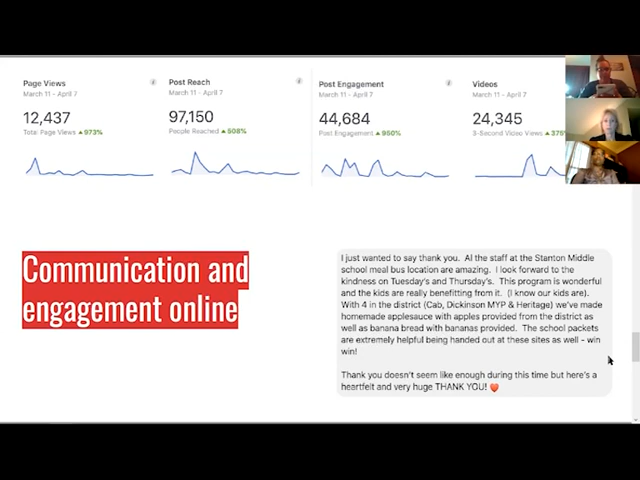 Page Views
March 11 - April 7
12,437
Total Page Views ▲973%
Post Reach
March 11 - April 7
97,150
People Reached ▲508%
Post Engagement
March 11 - April 7
44,684
Post Engagement ▲960%
Videos
March 11 - April 7
24,345
3-Second Video Views ▲375%
Communication and
engagement online
I just wanted to say thank you. Al the staff at the Stanton Middle
school meal bus location are amazing. I look forward to the
kindness on Tuesday's and Thursday's. This program is wonderful
and the kids are really benefitting from it. (I know our kids are).
With 4 in the district (Cab, Dickinson MYP & Heritage) we've made
homemade applesauce with apples provided from the district as
well as banana bread with bananas provided. The school packets
are extremely helpful being handed out at these sites as well - win
win!
Thank you doesn't seem like enough during this time but here's a
heartfelt and very huge THANK YOU! ❤️